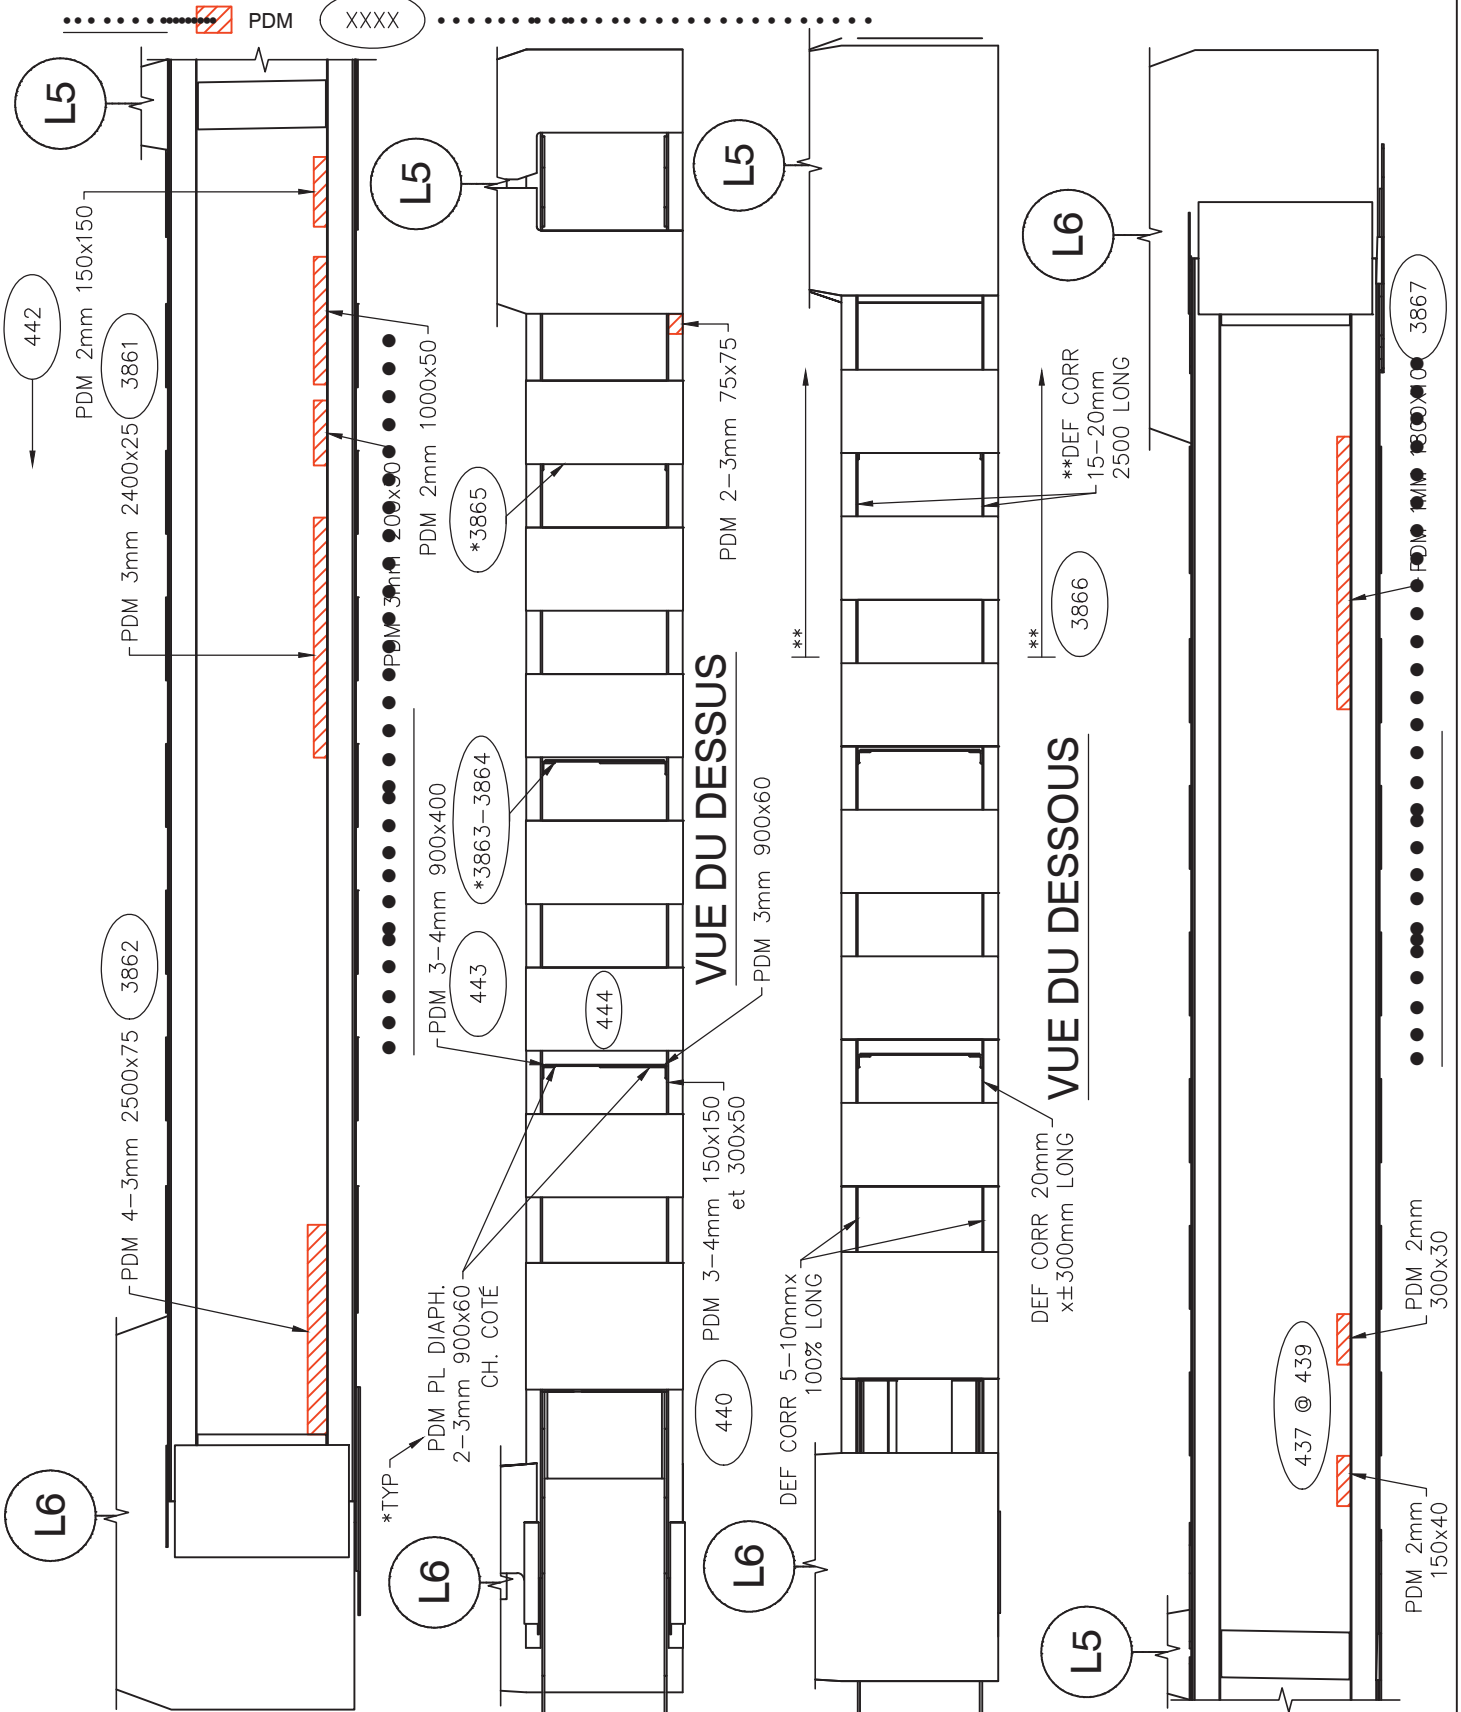 PDM
XXXX
L5
442
PDM 2mm 150x150
3861
PDM 3mm 2400x25
PDM 2mm 1000x50
PDM 3mm 200x50
3862
PDM 4-3mm 2500x75
L6
L5
*3865
PDM 2-3mm 75x75
*3863-3864
PDM 3-4mm 900x400
443
444
VUE DU DESSUS
PDM 3mm 900x60
PDM 3-4mm 150x150
et 300x50
*TYP
PDM PL DIAPH.
2-3mm 900x60
CH. COTÉ
440
L6
L5
**DEF CORR
15-20mm
2500 LONG
**
**
3866
VUE DU DESSOUS
DEF CORR 20mm
x±300mm LONG
DEF CORR 5-10mmx
100% LONG
L6
L6
3867
PDM 1MM 1800X10
PDM 2mm
300x30
437 @ 439
PDM 2mm
150x40
L5